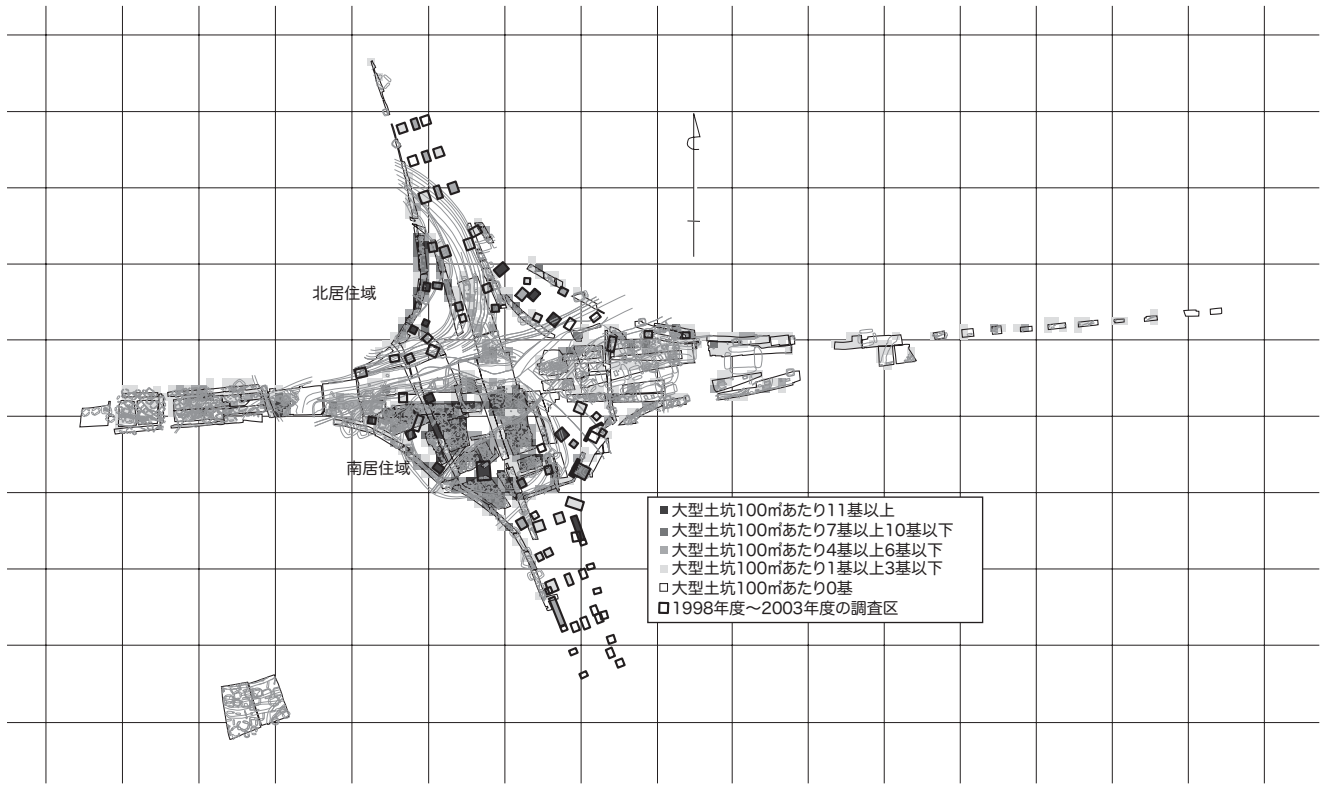 北居住域
南居住域
■大型土坑100㎡あたり11基以上
■大型土坑100㎡あたり7基以上10基以下
■大型土坑100㎡あたり4基以上6基以下
■大型土坑100㎡あたり1基以上3基以下
□大型土坑100㎡あたり0基
□1998年度〜2003年度の調査区